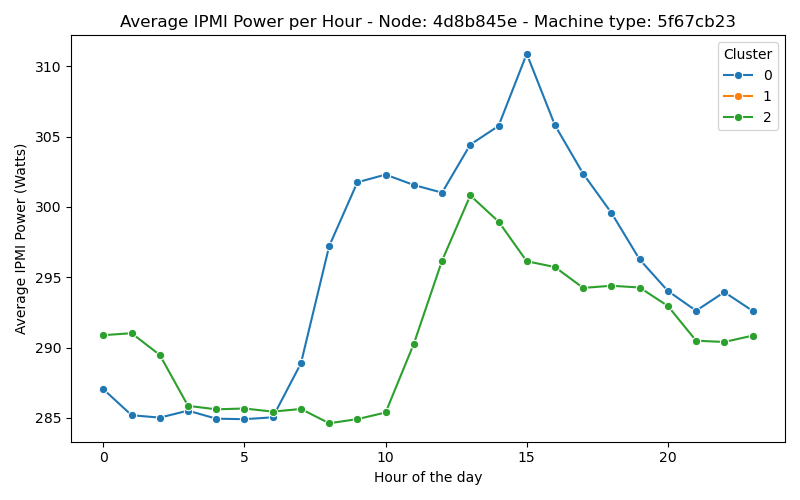 Average IPMI Power per Hour - Node: 4d8b845e - Machine type: 5f67cb23
Cluster
0
1
2
310
305
300
295
290
285
Average IPMI Power (Watts)
0 5 10 15 20
Hour of the day